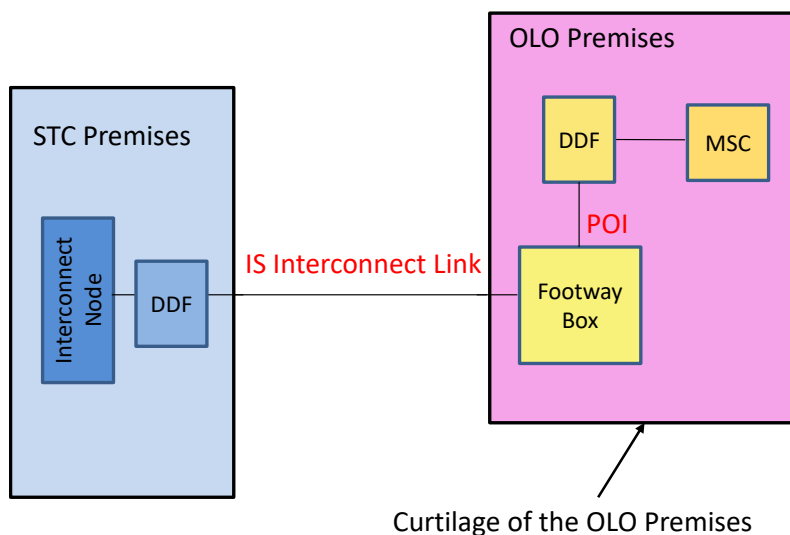 OLO Premises
STC Premises
DDF
MSC
POI
IS Interconnect Link
Interconnect
Node
DDF
Footway
Box
Curtilage of the OLO Premises